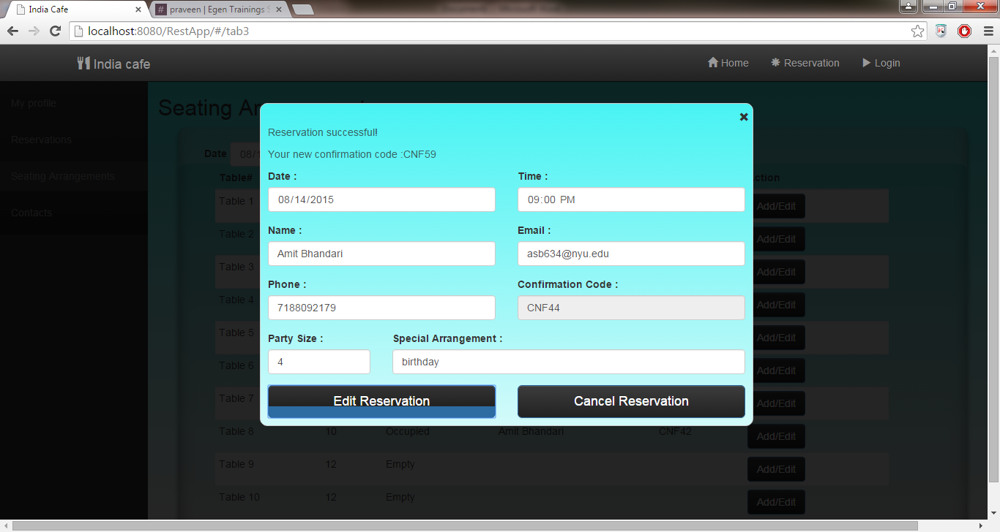 India Cafe
praveen | Egen Trainings S
localhost:8080/RestApp/#/tab3
India cafe
Home Reservation Login
My profile
Reservations
Seating Arrangements
Contacts
Seating Ar
Date 08/1
Table# ction
Table 1 Add/Edit
Table 2 Add/Edit
Table 3 Add/Edit
Table 4 Add/Edit
Table 5 Add/Edit
Table 6 Add/Edit
Table 7 Add/Edit
Table 8 10 Occupied Amit Bhandari CNF42 Add/Edit
Table 9 12 Empty Add/Edit
Table 10 12 Empty Add/Edit
Reservation successful!
Your new confirmation code :CNF59
Date : Time :
08/14/2015 09:00 PM
Name : Email :
Amit Bhandari asb634@nyu.edu
Phone : Confirmation Code :
7188092179 CNF44
Party Size : Special Arrangement :
4 birthday
Edit Reservation Cancel Reservation